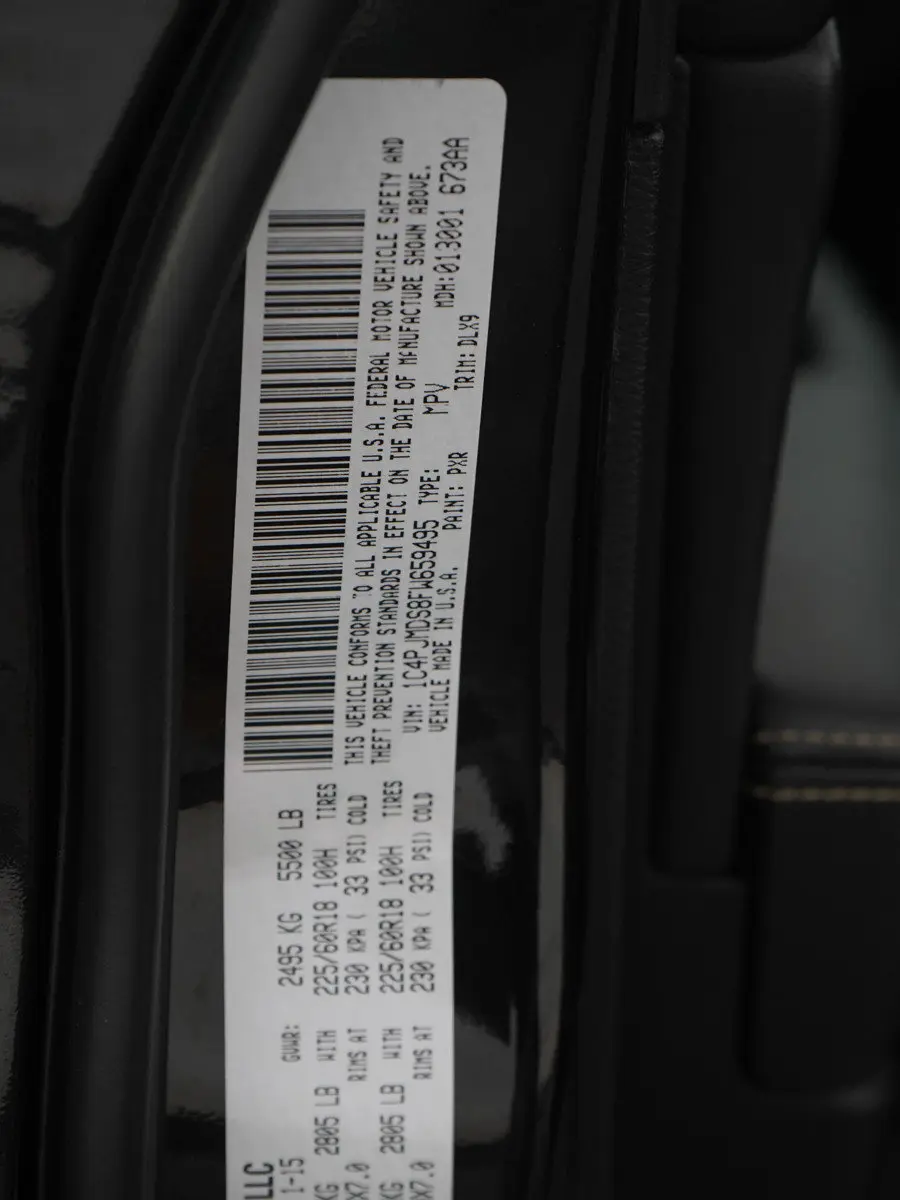 LLC
1-15 GVWR: 2495 KG 5500 LB
KG 2805 LB WITH 225/60R18 100H TIRES
X7.0 RIMS AT 230 KPA ( 33 PSI) COLD
KG 2805 LB WITH 225/60R18 100H TIRES
X7.0 RIMS AT 230 KPA ( 33 PSI) COLD
THIS VEHICLE CONFORMS TO ALL APPLICABLE U.S.A. FEDERAL MOTOR VEHICLE SAFETY AND
THEFT PREVENTION STANDARDS IN EFFECT ON THE DATE OF MANUFACTURE SHOWN ABOVE.
VIN: 1C4PJMDS8FW659495 TYPE: MPV MDH:013001 673AA
VEHICLE MADE IN U.S.A. PAINT: PXR TRIM: DLX9